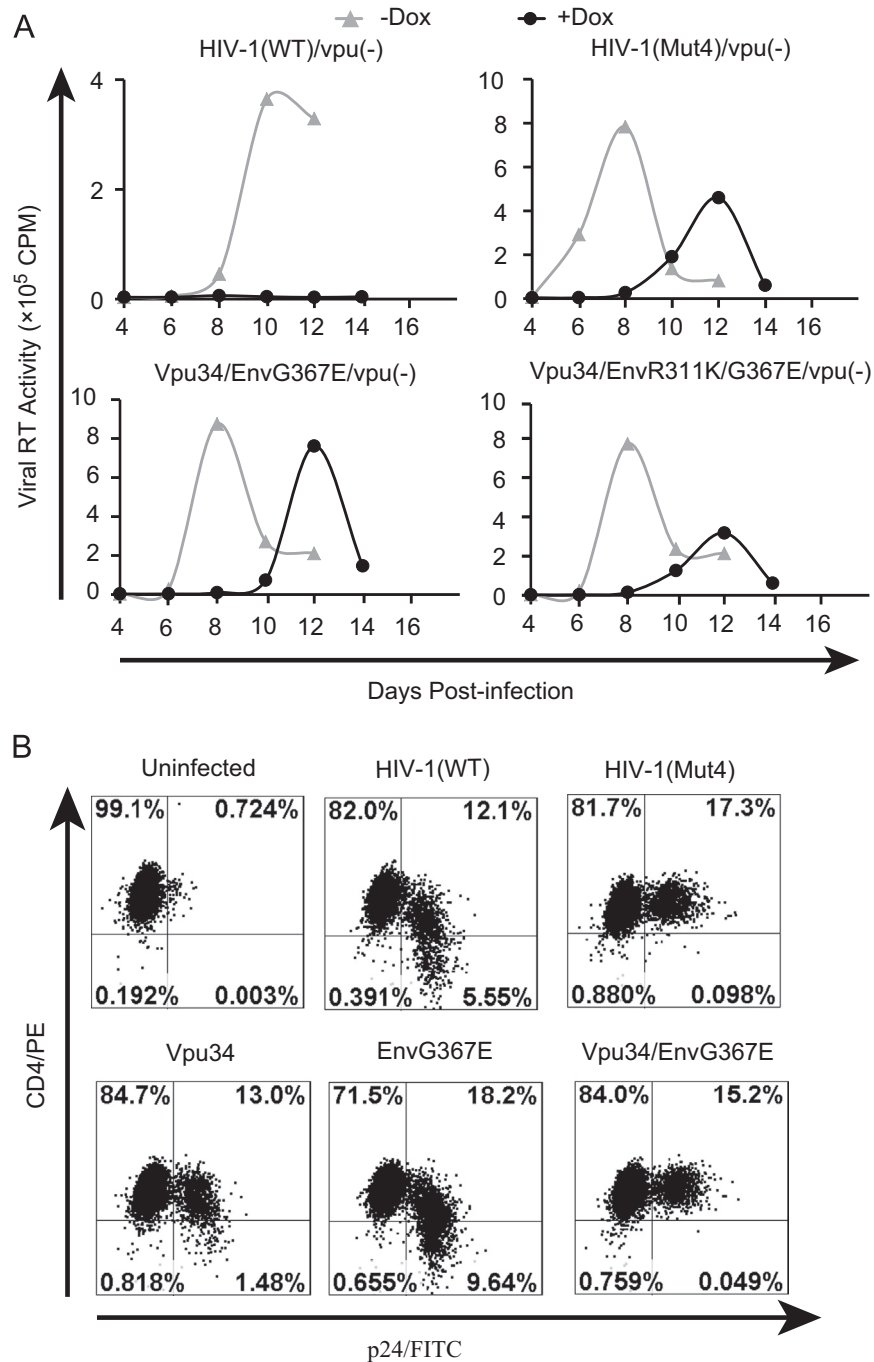 A
-Dox +Dox
HIV-1(WT)/vpu(-) HIV-1(Mut4)/vpu(-)
Viral RT Activity (×10⁵ CPM)
4
2
0
4 6 8 10 12 14 16
10
8
6
4
2
0
4 6 8 10 12 14 16
Vpu34/EnvG367E/vpu(-) Vpu34/EnvR311K/G367E/vpu(-)
10
8
6
4
2
0
4 6 8 10 12 14 16
10
8
6
4
2
0
4 6 8 10 12 14 16
Days Post-infection
B
Uninfected HIV-1(WT) HIV-1(Mut4)
99.1% 0.724% 82.0% 12.1% 81.7% 17.3%
0.192% 0.003% 0.391% 5.55% 0.880% 0.098%
CD4/PE
Vpu34 EnvG367E Vpu34/EnvG367E
84.7% 13.0% 71.5% 18.2% 84.0% 15.2%
0.818% 1.48% 0.655% 9.64% 0.759% 0.049%
p24/FITC